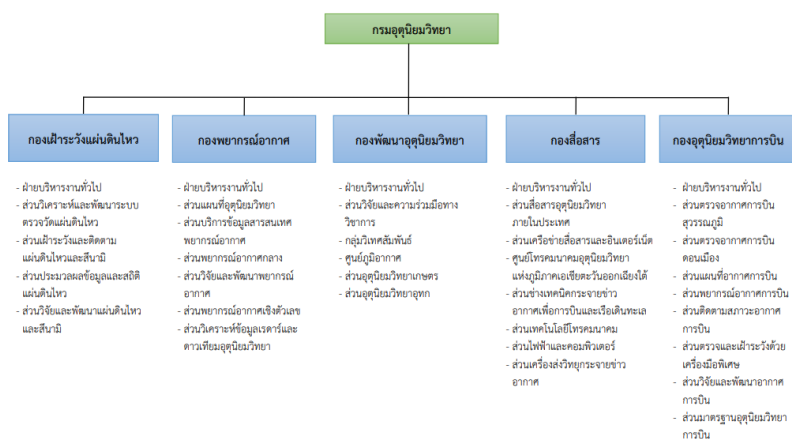 กรมอุตุนิยมวิทยา
กองเฝ้าระวังแผ่นดินไหว
- ฝ่ายบริหารงานทั่วไป
- ส่วนวิเคราะห์และพัฒนาระบบ
ตรวจวัดแผ่นดินไหว
- ส่วนเฝ้าระวังและติดตาม
แผ่นดินไหวและสึนามิ
- ส่วนประมวลผลข้อมูลและสถิติ
แผ่นดินไหว
- ส่วนวิจัยและพัฒนาแผ่นดินไหว
และสึนามิ
กองพยากรณ์อากาศ
- ฝ่ายบริหารงานทั่วไป
- ส่วนแผนที่อุตุนิยมวิทยา
- ส่วนบริการข้อมูลสารสนเทศ
พยากรณ์อากาศ
- ส่วนพยากรณ์อากาศกลาง
- ส่วนวิจัยและพัฒนาพยากรณ์
อากาศ
- ส่วนพยากรณ์อากาศเชิงตัวเลข
- ส่วนวิเคราะห์ข้อมูลเรดาร์และ
ดาวเทียมอุตุนิยมวิทยา
กองพัฒนาอุตุนิยมวิทยา
- ฝ่ายบริหารงานทั่วไป
- ส่วนวิจัยและความร่วมมือทาง
วิชาการ
- กลุ่มวิเทศสัมพันธ์
- ศูนย์ภูมิอากาศ
- ส่วนอุตุนิยมวิทยาเกษตร
- ส่วนอุตุนิยมวิทยาอุทก
กองสื่อสาร
- ฝ่ายบริหารงานทั่วไป
- ส่วนสื่อสารอุตุนิยมวิทยา
ภายในประเทศ
- ส่วนเครือข่ายสื่อสารและอินเตอร์เน็ต
- ศูนย์โทรคมนาคมอุตุนิยมวิทยา
แห่งภูมิภาคเอเชียตะวันออกเฉียงใต้
- ส่วนช่างเทคนิคกระจายข่าว
อากาศเพื่อการบินและเรือเดินทะเล
- ส่วนเทคโนโลยีโทรคมนาคม
- ส่วนไฟฟ้าและคอมพิวเตอร์
- ส่วนเครื่องส่งวิทยุกระจายข่าว
อากาศ
กองอุตุนิยมวิทยาการบิน
- ฝ่ายบริหารงานทั่วไป
- ส่วนตรวจอากาศการบิน
สุวรรณภูมิ
- ส่วนตรวจอากาศการบิน
ดอนเมือง
- ส่วนแผนที่อากาศการบิน
- ส่วนพยากรณ์อากาศการบิน
- ส่วนติดตามสภาวะอากาศ
การบิน
- ส่วนตรวจและเฝ้าระวังด้วย
เครื่องมือพิเศษ
- ส่วนวิจัยและพัฒนาอากาศ
การบิน
- ส่วนมาตรฐานอุตุนิยมวิทยา
การบิน